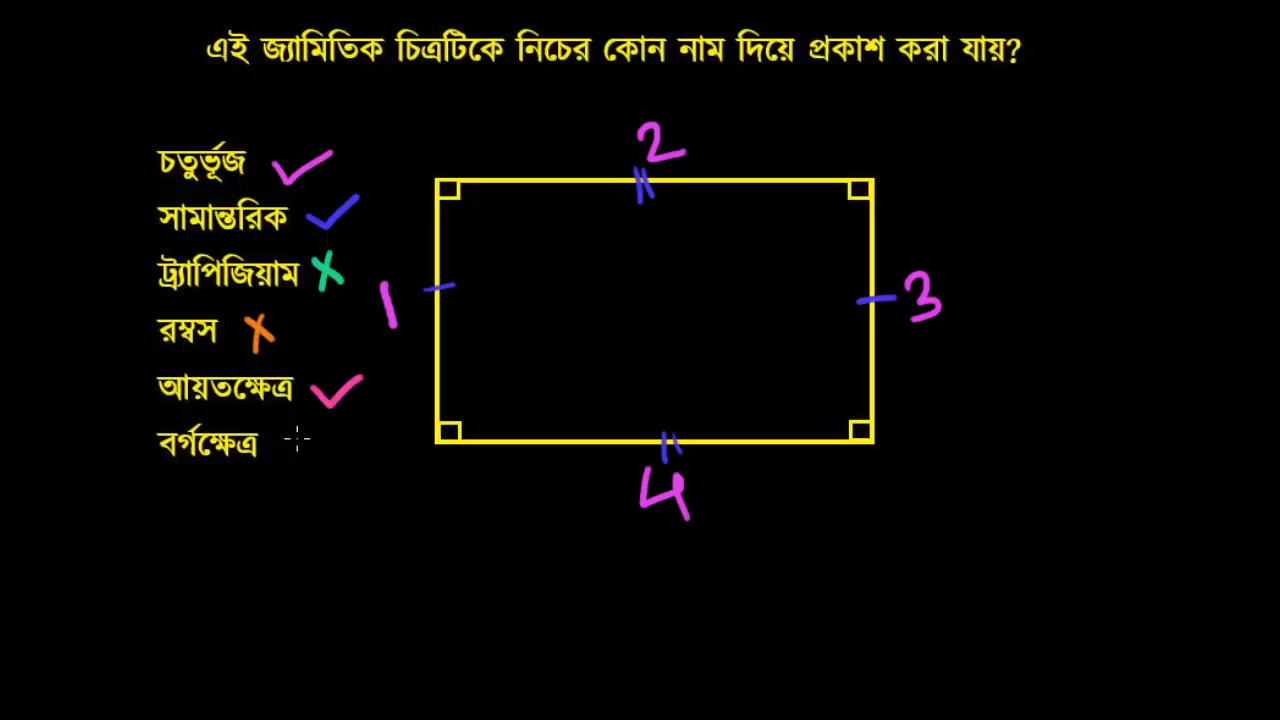 এই জ্যামিতিক চিত্রটিকে নিচের কোন নাম দিয়ে প্রকাশ করা যায়?
চতুর্ভূজ
সামান্তরিক
ট্র্যাপিজিয়াম
রম্বস
আয়তক্ষেত্র
বর্গক্ষেত্র
2
1
3
4